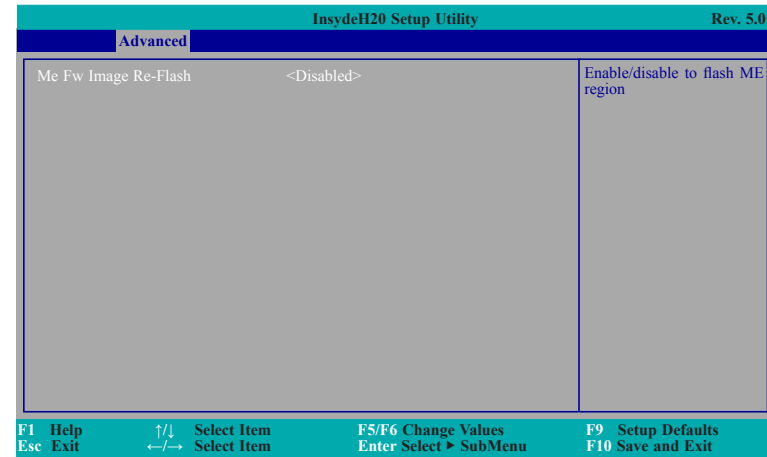 InsydeH20 Setup Utility Rev. 5.0
Advanced
Me Fw Image Re-Flash <Disabled>
Enable/disable to flash ME
region
F1 Help ↑/↓ Select Item F5/F6 Change Values F9 Setup Defaults
Esc Exit ←/→ Select Item Enter Select ▶ SubMenu F10 Save and Exit